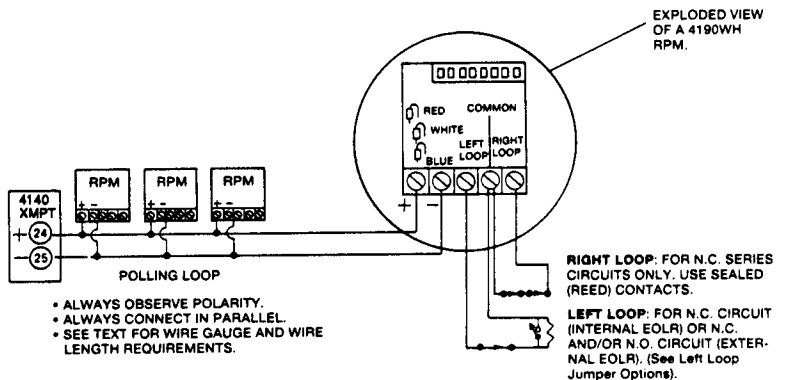 EXPLODED VIEW
OF A 4190WH
RPM.
RED
COMMON
WHITE
LEFT
LOOP
RIGHT
LOOP
BLUE
+ −
RPM
+ −
RPM
+ −
RPM
+ −
4140
XMPT
+ 24
− 25
POLLING LOOP
• ALWAYS OBSERVE POLARITY.
• ALWAYS CONNECT IN PARALLEL.
• SEE TEXT FOR WIRE GAUGE AND WIRE
LENGTH REQUIREMENTS.
RIGHT LOOP: FOR N.C. SERIES
CIRCUITS ONLY. USE SEALED
(REED) CONTACTS.
LEFT LOOP: FOR N.C. CIRCUIT
(INTERNAL EOLR) OR N.C.
AND/OR N.O. CIRCUIT (EXTER-
NAL EOLR). (See Left Loop
Jumper Options).